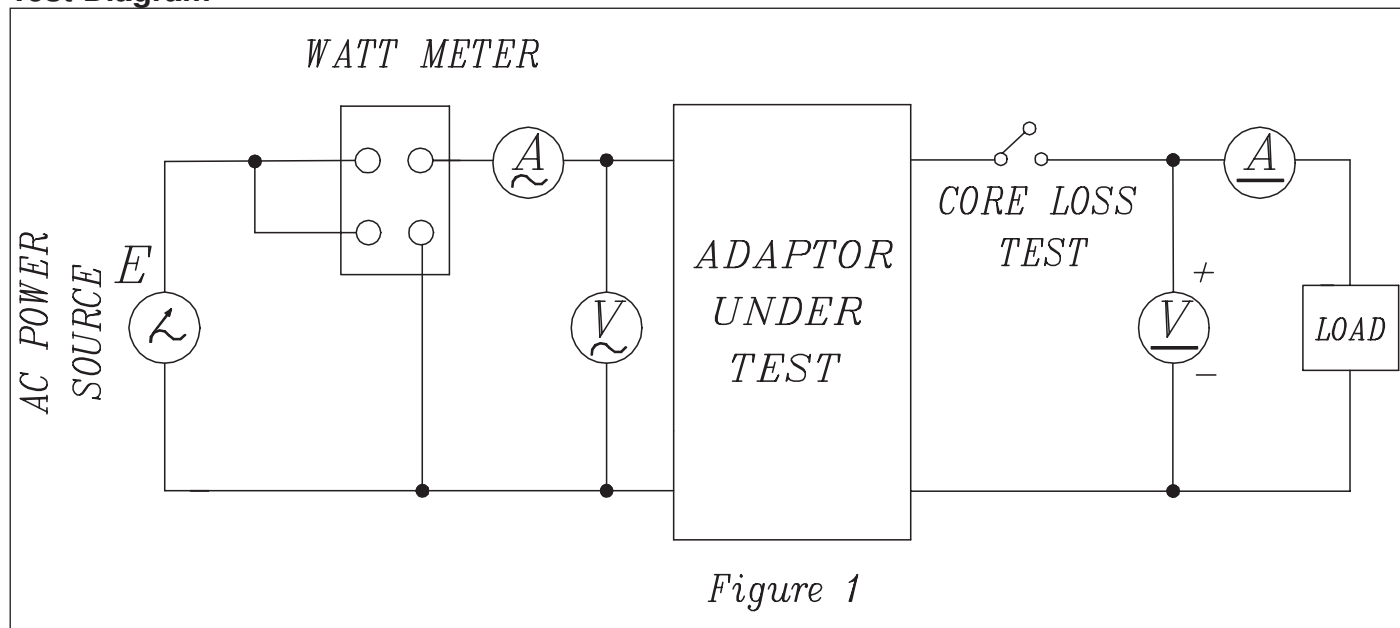 Test Diagram
WATT METER
AC POWER
SOURCE
E
A
V
ADAPTOR
UNDER
TEST
CORE LOSS
TEST
A
+
V
−
LOAD
Figure 1